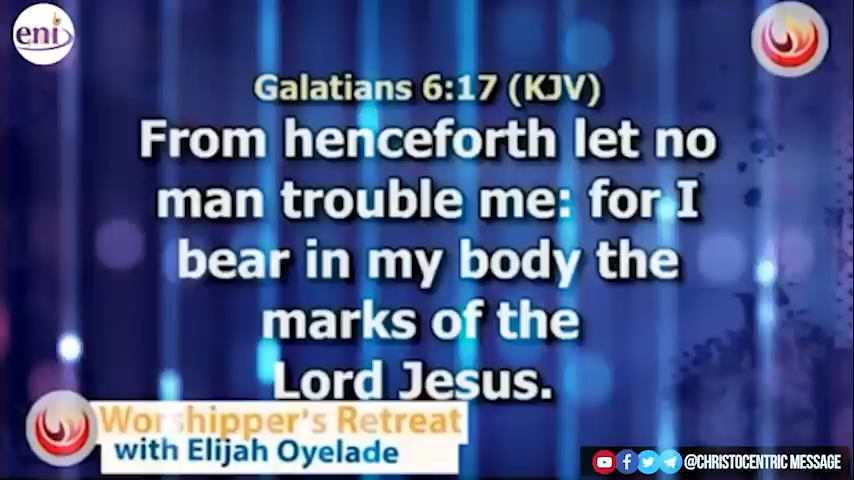 eni
Galatians 6:17 (KJV)
From henceforth let no
man trouble me: for I
bear in my body the
marks of the
Lord Jesus.
Worshipper's Retreat
with Elijah Oyelade
@CHRISTOCENTRIC MESSAGE